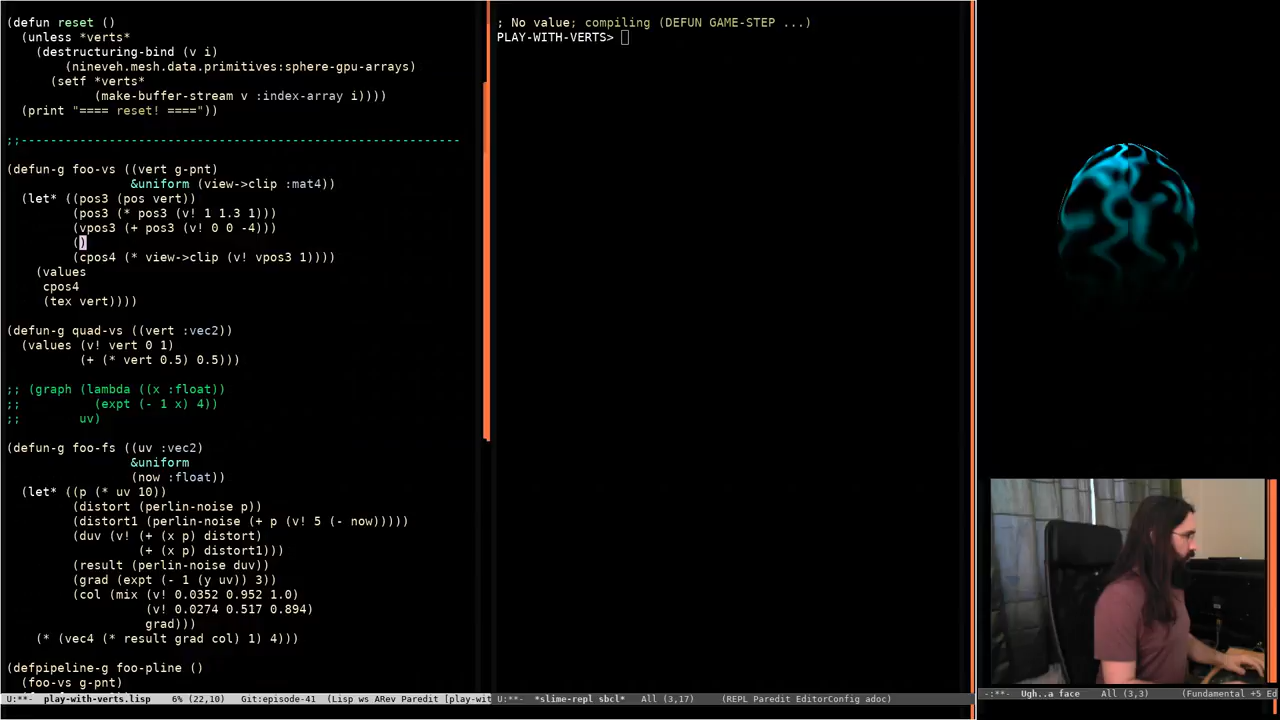 (defun reset ()
  (unless *verts*
    (destructuring-bind (v i)
        (nineveh.mesh.data.primitives:sphere-gpu-arrays)
      (setf *verts*
            (make-buffer-stream v :index-array i))))
  (print "==== reset! ===="))
;;------------------------------------------------------------
(defun-g foo-vs ((vert g-pnt)
                 &uniform (view->clip :mat4))
  (let* ((pos3 (pos vert))
         (pos3 (* pos3 (v! 1 1.3 1)))
         (vpos3 (+ pos3 (v! 0 0 -4)))
         ()
         (cpos4 (* view->clip (v! vpos3 1))))
    (values
     cpos4
     (tex vert))))
(defun-g quad-vs ((vert :vec2))
  (values (v! vert 0 1)
          (+ (* vert 0.5) 0.5)))
;; (graph (lambda ((x :float))
;;          (expt (- 1 x) 4))
;;        uv)
(defun-g foo-fs ((uv :vec2)
                 &uniform
                 (now :float))
  (let* ((p (* uv 10))
         (distort (perlin-noise p))
         (distort1 (perlin-noise (+ p (v! 5 (- now)))))
         (duv (v! (+ (x p) distort)
                  (+ (x p) distort1)))
         (result (perlin-noise duv))
         (grad (expt (- 1 (y uv)) 3))
         (col (mix (v! 0.0352 0.952 1.0)
                   (v! 0.0274 0.517 0.894)
                   grad)))
    (* (vec4 (* result grad col) 1) 4)))
(defpipeline-g foo-pline ()
  (foo-vs g-pnt)
U:**-  play-with-verts.lisp   6% (22,10)   Git:episode-41  (Lisp ws ARev Paredit [play-wit
; No value; compiling (DEFUN GAME-STEP ...)
PLAY-WITH-VERTS>
U:**-  *slime-repl sbcl*   All (3,17)     (REPL Paredit EditorConfig adoc)
-:**-  Ugh..a face    All (3,3)     (Fundamental +5 Ed